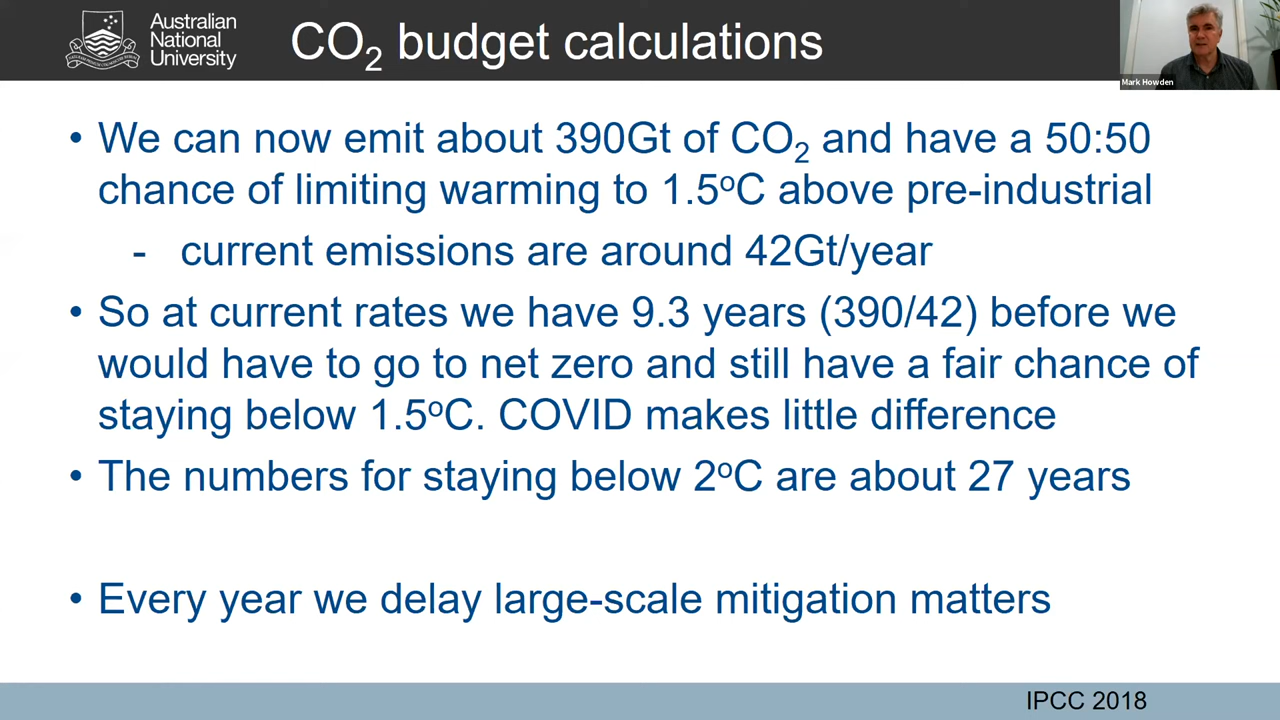 Australian
National
University
CO₂ budget calculations
Mark Howden
• We can now emit about 390Gt of CO₂ and have a 50:50
chance of limiting warming to 1.5ºC above pre-industrial
- current emissions are around 42Gt/year
• So at current rates we have 9.3 years (390/42) before we
would have to go to net zero and still have a fair chance of
staying below 1.5ºC. COVID makes little difference
• The numbers for staying below 2ºC are about 27 years
• Every year we delay large-scale mitigation matters
IPCC 2018